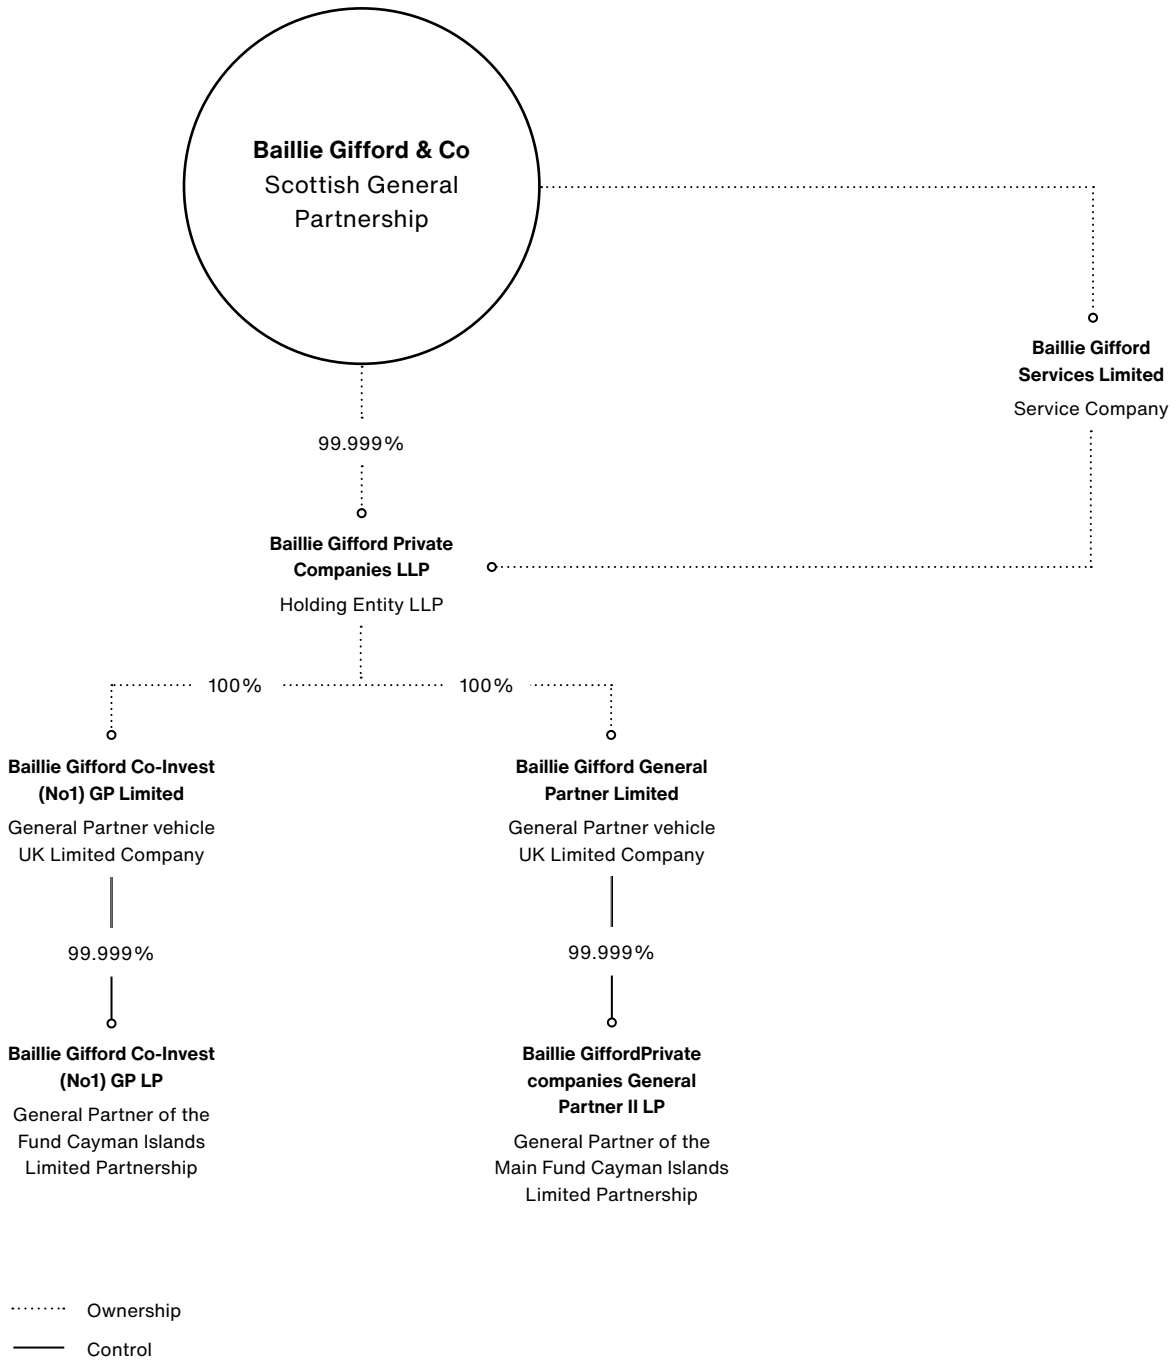 Baillie Gifford & Co
Scottish General
Partnership
Baillie Gifford
Services Limited
Service Company
99.999%
Baillie Gifford Private
Companies LLP
Holding Entity LLP
100%
100%
Baillie Gifford Co-Invest
(No1) GP Limited
General Partner vehicle
UK Limited Company
Baillie Gifford General
Partner Limited
General Partner vehicle
UK Limited Company
99.999%
99.999%
Baillie Gifford Co-Invest
(No1) GP LP
General Partner of the
Fund Cayman Islands
Limited Partnership
Baillie GiffordPrivate
companies General
Partner II LP
General Partner of the
Main Fund Cayman Islands
Limited Partnership
Ownership
Control